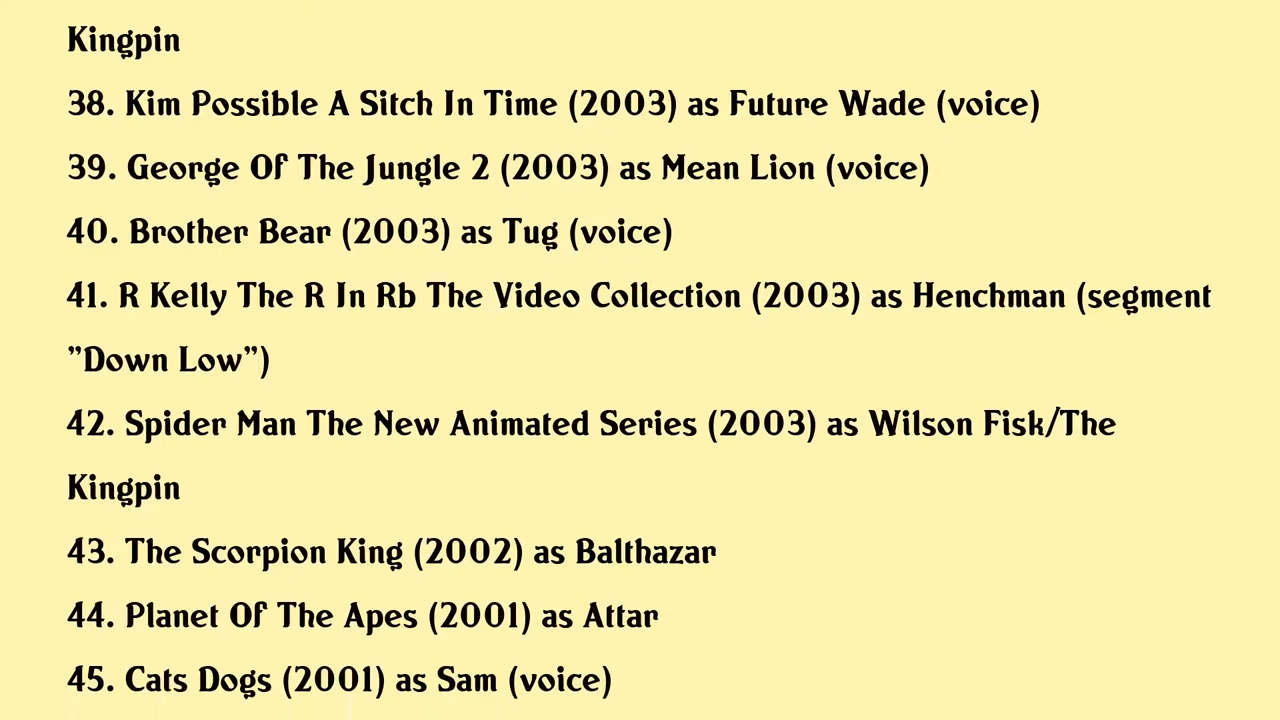 Kingpin
38. Kim Possible A Sitch In Time (2003) as Future Wade (voice)
39. George Of The Jungle 2 (2003) as Mean Lion (voice)
40. Brother Bear (2003) as Tug (voice)
41. R Kelly The R In Rb The Video Collection (2003) as Henchman (segment
"Down Low")
42. Spider Man The New Animated Series (2003) as Wilson Fisk/The
Kingpin
43. The Scorpion King (2002) as Balthazar
44. Planet Of The Apes (2001) as Attar
45. Cats Dogs (2001) as Sam (voice)